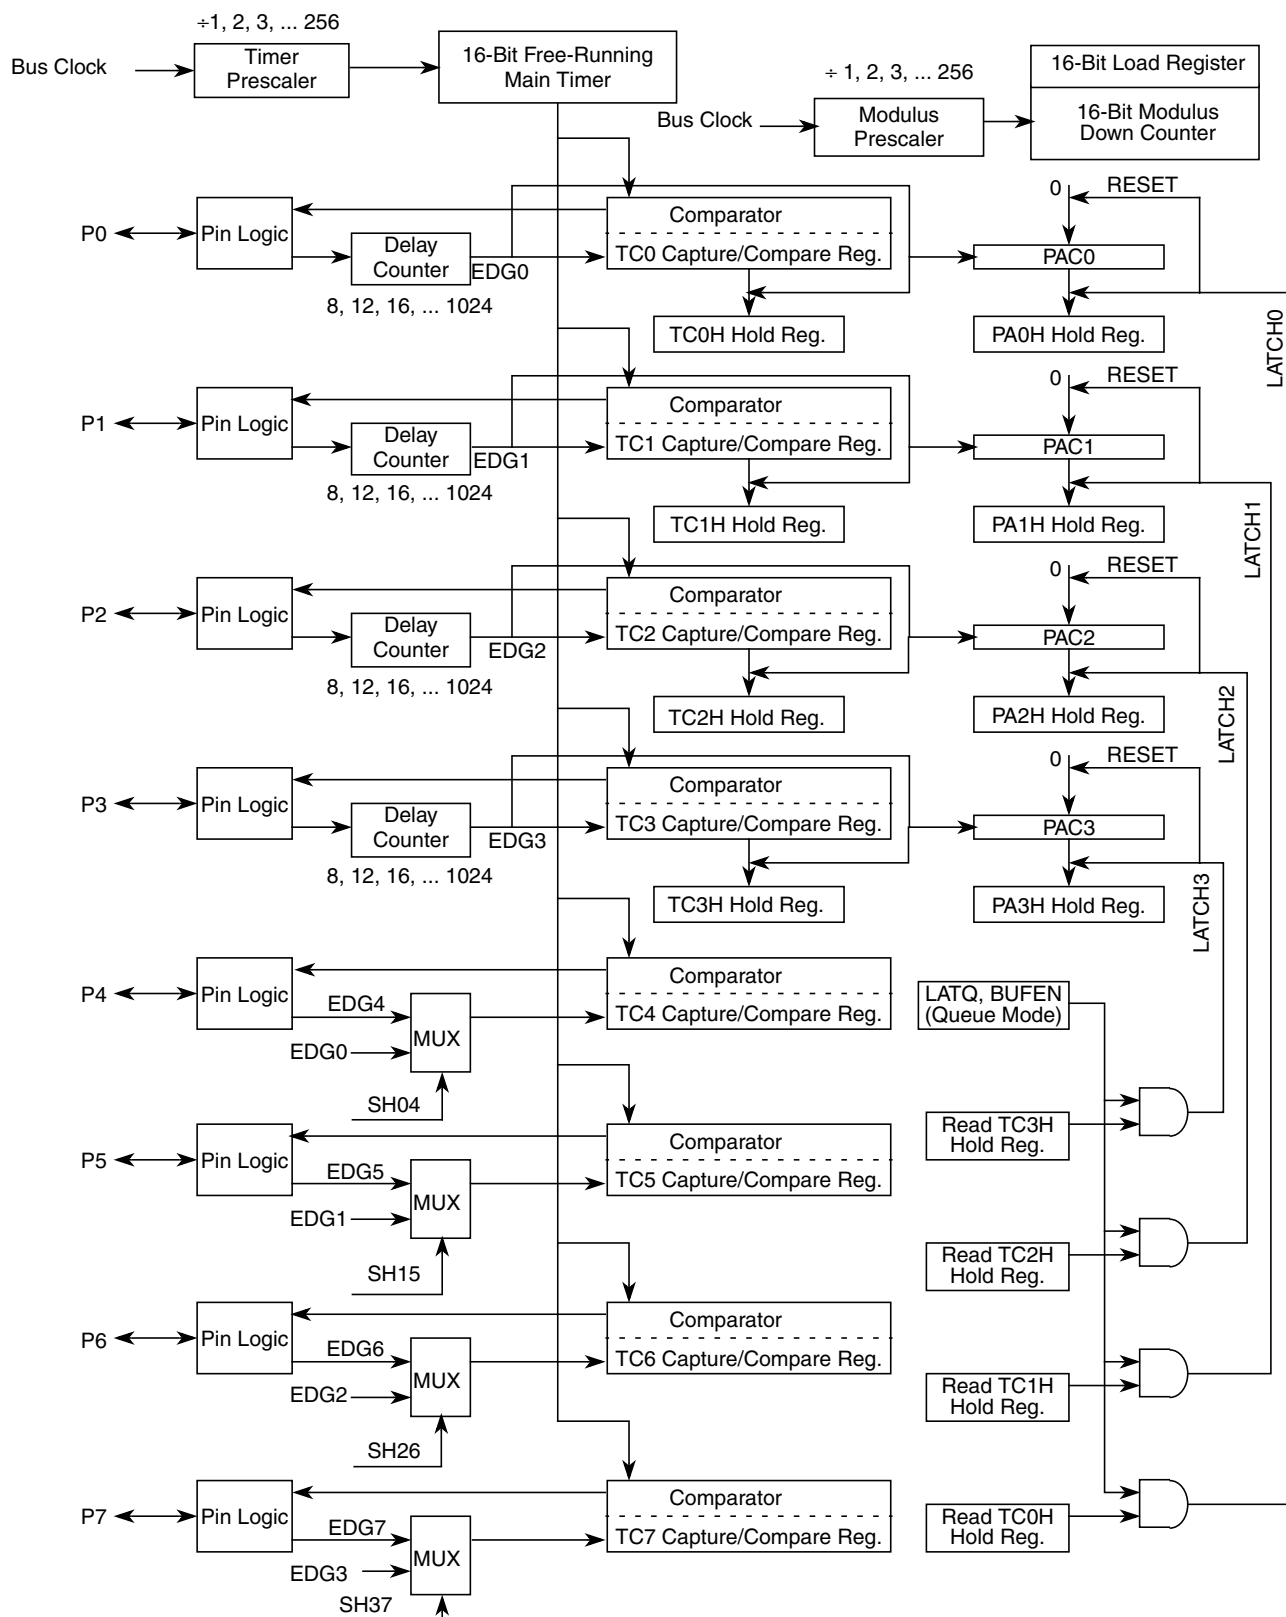 ÷1, 2, 3, ... 256
Bus Clock
Timer
Prescaler
16-Bit Free-Running
Main Timer
÷ 1, 2, 3, ... 256
Bus Clock
Modulus
Prescaler
16-Bit Load Register
16-Bit Modulus
Down Counter
P0
Pin Logic
Delay
Counter
8, 12, 16, ... 1024
EDG0
Comparator
TC0 Capture/Compare Reg.
TC0H Hold Reg.
0
RESET
PAC0
PA0H Hold Reg.
LATCH0
P1
Pin Logic
Delay
Counter
8, 12, 16, ... 1024
EDG1
Comparator
TC1 Capture/Compare Reg.
TC1H Hold Reg.
0
RESET
PAC1
PA1H Hold Reg.
LATCH1
P2
Pin Logic
Delay
Counter
8, 12, 16, ... 1024
EDG2
Comparator
TC2 Capture/Compare Reg.
TC2H Hold Reg.
0
RESET
PAC2
PA2H Hold Reg.
LATCH2
P3
Pin Logic
Delay
Counter
8, 12, 16, ... 1024
EDG3
Comparator
TC3 Capture/Compare Reg.
TC3H Hold Reg.
0
RESET
PAC3
PA3H Hold Reg.
LATCH3
P4
Pin Logic
EDG4
EDG0
MUX
SH04
Comparator
TC4 Capture/Compare Reg.
LATQ, BUFEN
(Queue Mode)
Read TC3H
Hold Reg.
P5
Pin Logic
EDG5
EDG1
MUX
SH15
Comparator
TC5 Capture/Compare Reg.
Read TC2H
Hold Reg.
P6
Pin Logic
EDG6
EDG2
MUX
SH26
Comparator
TC6 Capture/Compare Reg.
Read TC1H
Hold Reg.
P7
Pin Logic
EDG7
EDG3
MUX
SH37
Comparator
TC7 Capture/Compare Reg.
Read TC0H
Hold Reg.